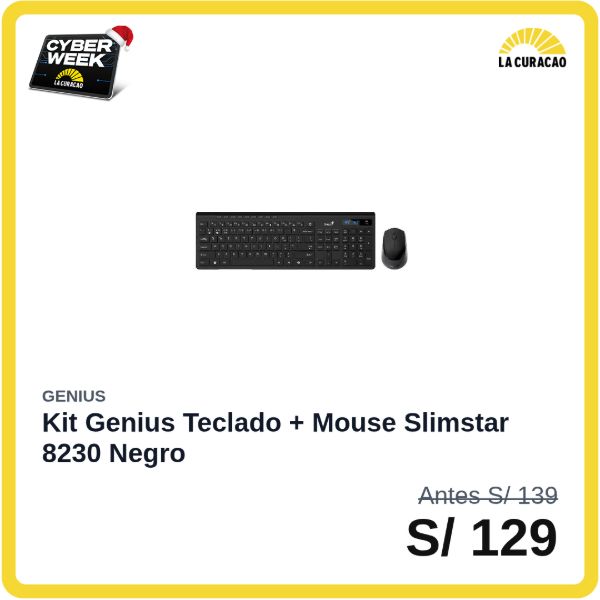 CYBER
WEEK
LA CURACAO
LA CURACAO
GENIUS
Kit Genius Teclado + Mouse Slimstar
8230 Negro
Antes S/ 139
S/ 129